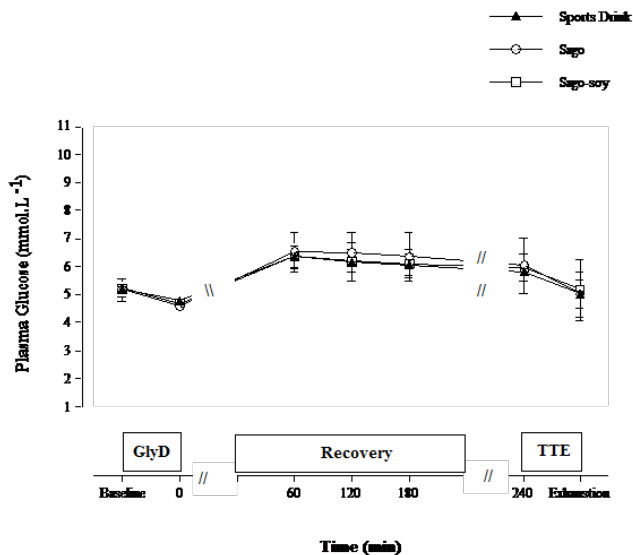 Sports Drink
Sago
Sago-soy
11
10
9
8
7
6
5
4
3
2
1
Plasma Glucose (mmol.L⁻¹)
\\
//
//
GlyD
Recovery
TTE
//
//
Baseline
0
60
120
180
240
Exhaustion
Time (min)